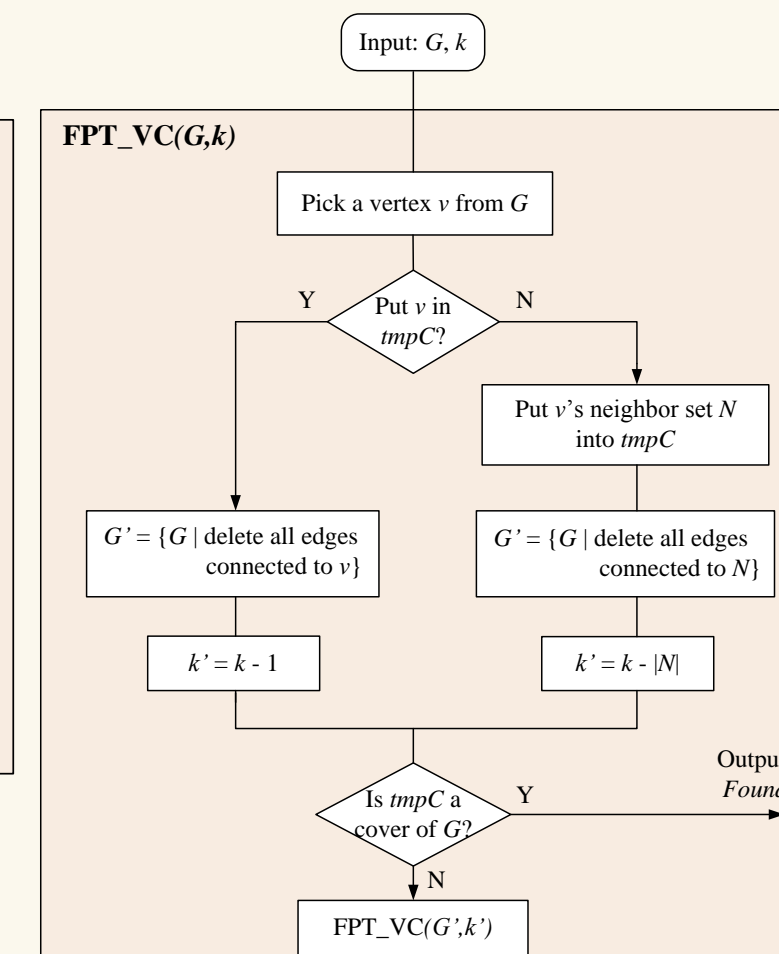 Input: G, k
FPT_VC(G,k)
Pick a vertex v from G
Y
Put v in
tmpC?
N
Put v’s neighbor set N
into tmpC
G’ = {G | delete all edges
connected to v}
G’ = {G | delete all edges
connected to N}
k’ = k - 1
k’ = k - |N|
Is tmpC a
cover of G?
Y
N
FPT_VC(G’,k’)